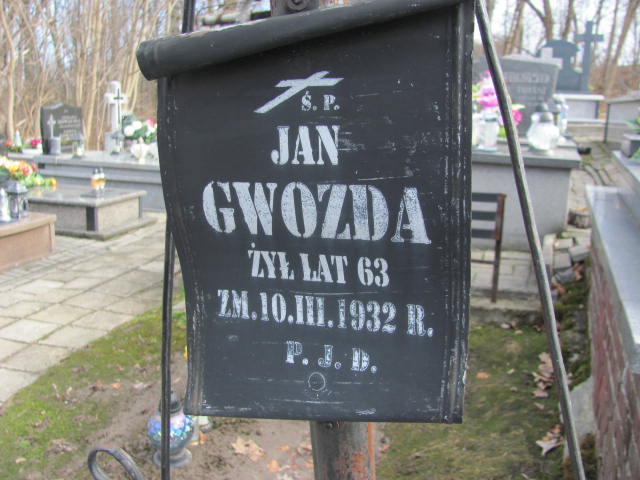 Ś. P.
JAN
GWOZDA
ŻYŁ LAT 63
ZM. 10. III. 1932 R.
P. J. D.